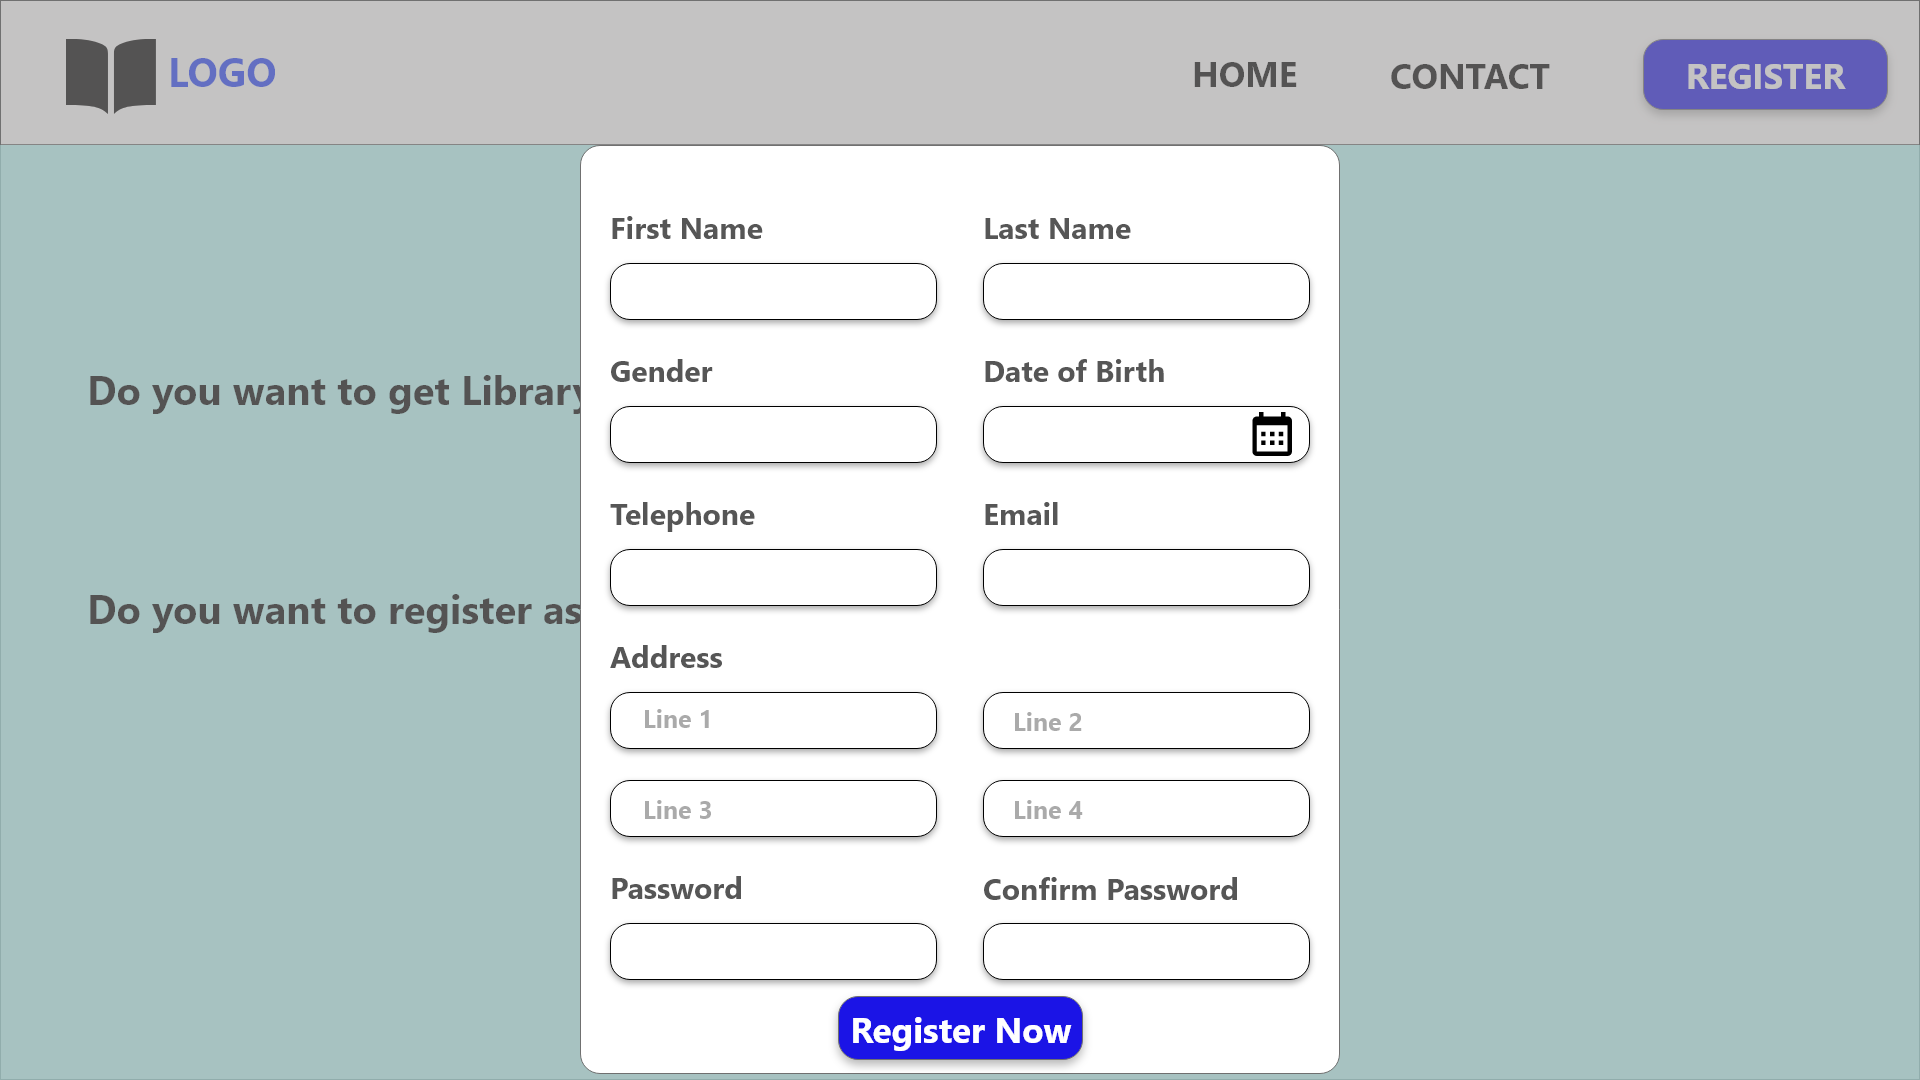 LOGO
HOME
CONTACT
REGISTER
First Name
Last Name
Do you want to get Library
Gender
Date of Birth
Telephone
Email
Do you want to register as
Address
Line 1
Line 2
Line 3
Line 4
Password
Confirm Password
Register Now